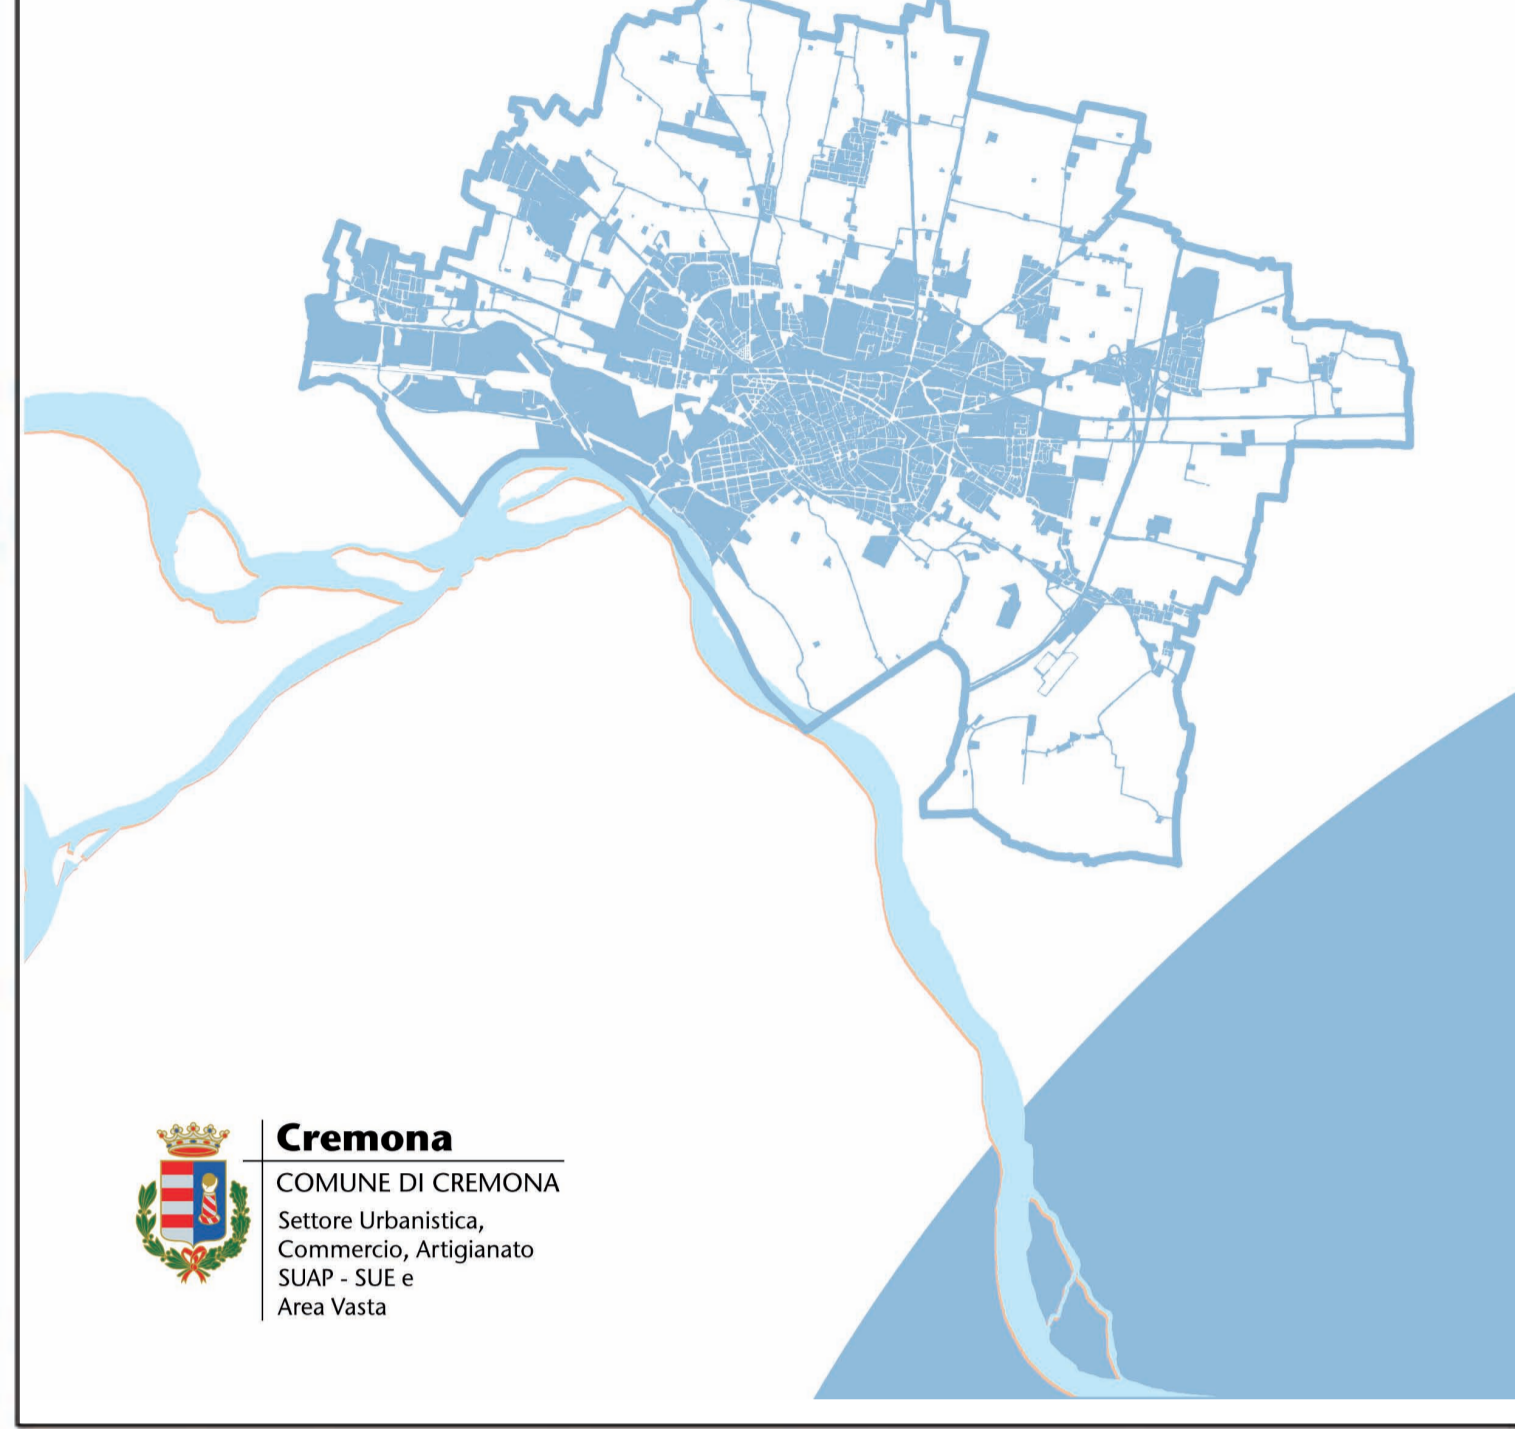 Cremona
COMUNE DI CREMONA
Settore Urbanistica,
Commercio, Artigianato
SUAP - SUE e
Area Vasta